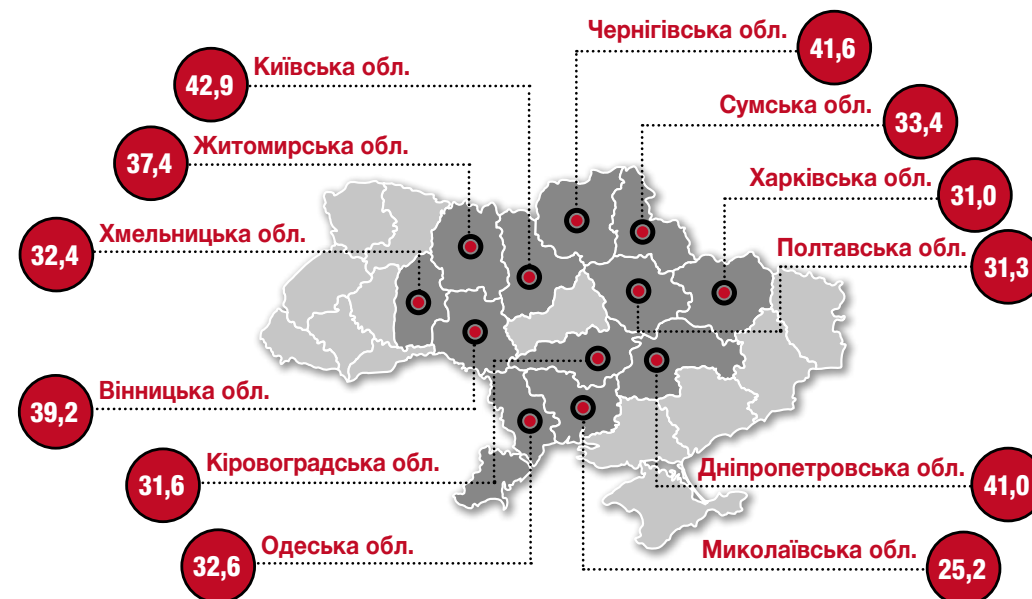 Чернігівська обл.
41,6
Київська обл.
42,9
Сумська обл.
33,4
Житомирська обл.
37,4
Харківська обл.
31,0
Хмельницька обл.
32,4
Полтавська обл.
31,3
Вінницька обл.
39,2
Кіровоградська обл.
31,6
Дніпропетровська обл.
41,0
Одеська обл.
32,6
Миколаївська обл.
25,2